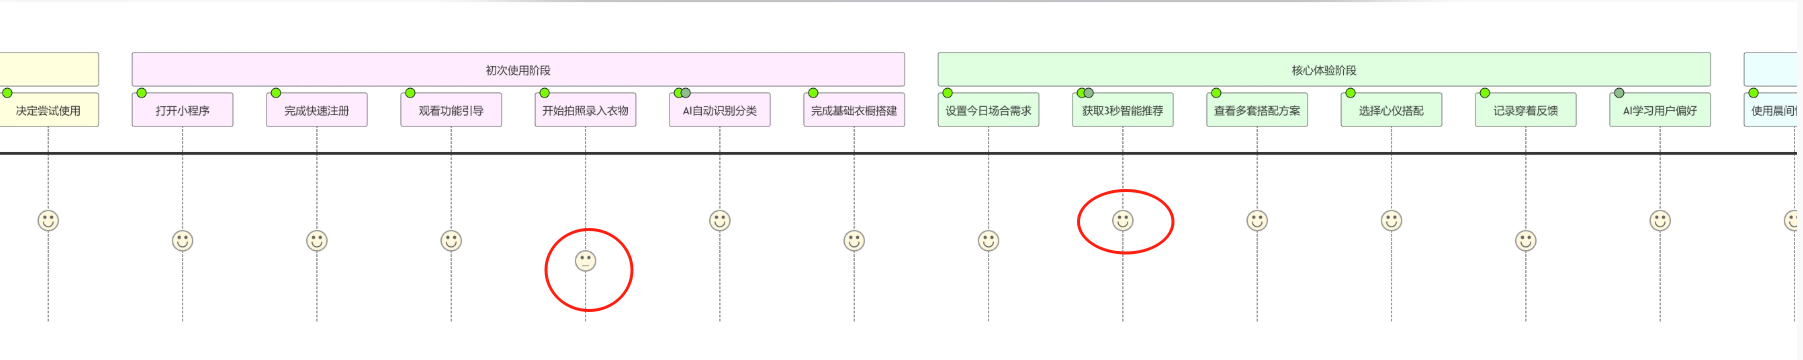 初次使用阶段
核心体验阶段
决定尝试使用
打开小程序
完成快速注册
观看功能引导
开始拍照录入衣物
AI自动识别分类
完成基础衣橱搭建
设置今日场合需求
获取3秒智能推荐
查看多套搭配方案
选择心仪搭配
记录穿着反馈
AI学习用户偏好
使用晨间